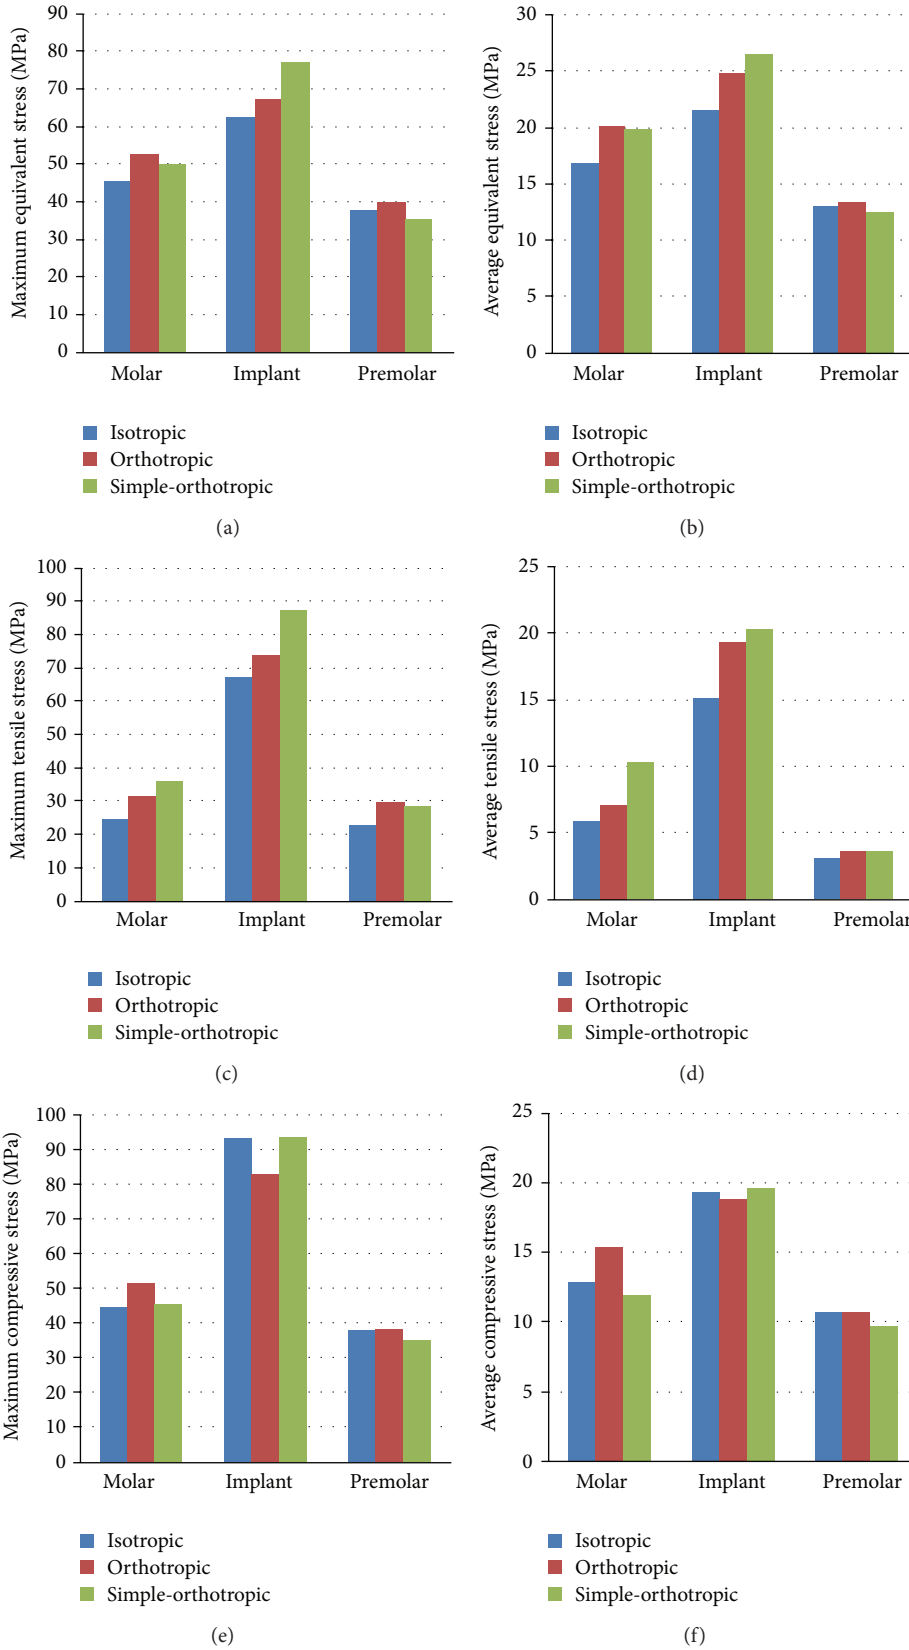 Maximum equivalent stress (MPa)
90
80
70
60
50
40
30
20
10
0
Molar Implant Premolar
Isotropic
Orthotropic
Simple-orthotropic
(a)
Average equivalent stress (MPa)
30
25
20
15
10
5
0
Molar Implant Premolar
Isotropic
Orthotropic
Simple-orthotropic
(b)
Maximum tensile stress (MPa)
100
90
80
70
60
50
40
30
20
10
0
Molar Implant Premolar
Isotropic
Orthotropic
Simple-orthotropic
(c)
Average tensile stress (MPa)
25
20
15
10
5
0
Molar Implant Premolar
Isotropic
Orthotropic
Simple-orthotropic
(d)
Maximum compressive stress (MPa)
100
90
80
70
60
50
40
30
20
10
0
Molar Implant Premolar
Isotropic
Orthotropic
Simple-orthotropic
(e)
Average compressive stress (MPa)
25
20
15
10
5
0
Molar Implant Premolar
Isotropic
Orthotropic
Simple-orthotropic
(f)